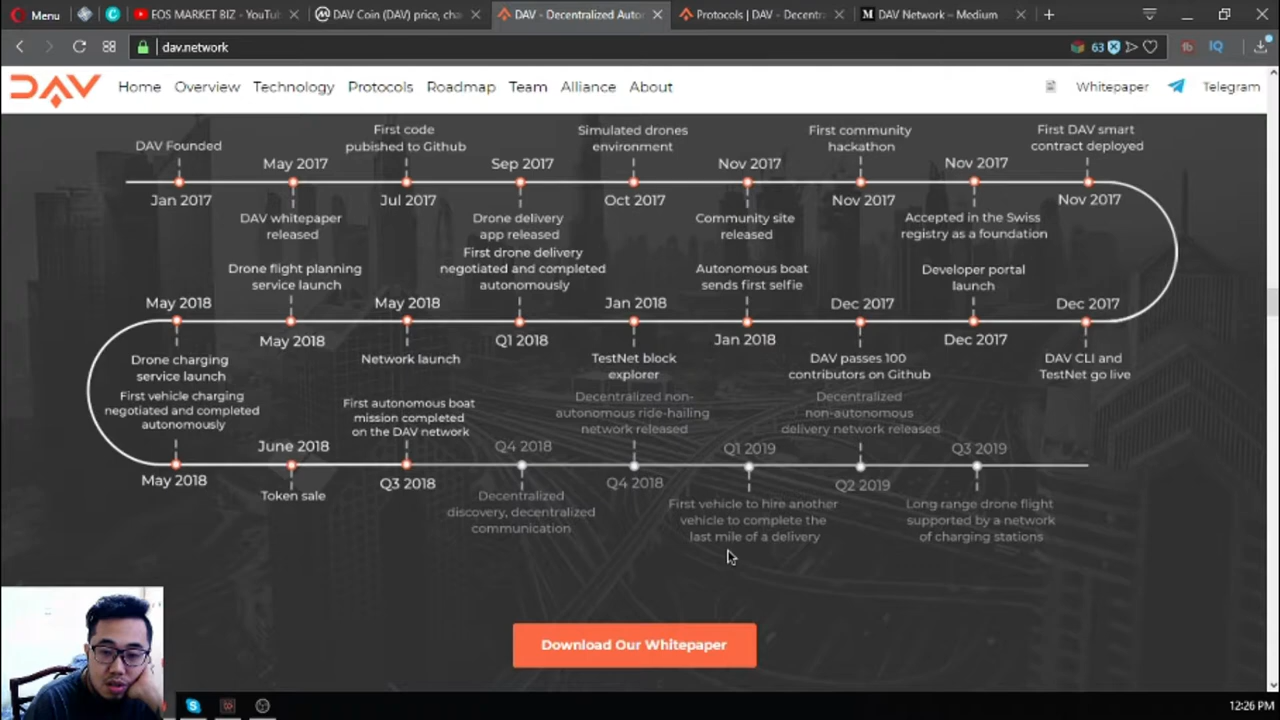 Menu
EOS MARKET BIZ - YouTu
DAV Coin (DAV) price, cha
DAV - Decentralized Auto
Protocols | DAV - Decentra
DAV Network – Medium
dav.network
63
IQ
DAV
Home
Overview
Technology
Protocols
Roadmap
Team
Alliance
About
Whitepaper
Telegram
DAV Founded
Jan 2017
May 2017
DAV whitepaper
released
First code
pubished to Github
Jul 2017
Sep 2017
Drone delivery
app released
Simulated drones
environment
Oct 2017
Nov 2017
Community site
released
First community
hackathon
Nov 2017
Nov 2017
Accepted in the Swiss
registry as a foundation
First DAV smart
contract deployed
Nov 2017
May 2018
Drone charging
service launch
Drone flight planning
service launch
May 2018
May 2018
Network launch
First drone delivery
negotiated and completed
autonomously
Q1 2018
Jan 2018
TestNet block
explorer
Autonomous boat
sends first selfie
Jan 2018
Dec 2017
DAV passes 100
contributors on Github
Developer portal
launch
Dec 2017
Dec 2017
DAV CLI and
TestNet go live
First vehicle charging
negotiated and completed
autonomously
May 2018
June 2018
Token sale
First autonomous boat
mission completed
on the DAV network
Q3 2018
Q4 2018
Decentralized
discovery, decentralized
communication
Decentralized non-
autonomous ride-hailing
network released
Q4 2018
Q1 2019
First vehicle to hire another
vehicle to complete the
last mile of a delivery
Decentralized
non-autonomous
delivery network released
Q2 2019
Q3 2019
Long range drone flight
supported by a network
of charging stations
Download Our Whitepaper
12:26 PM